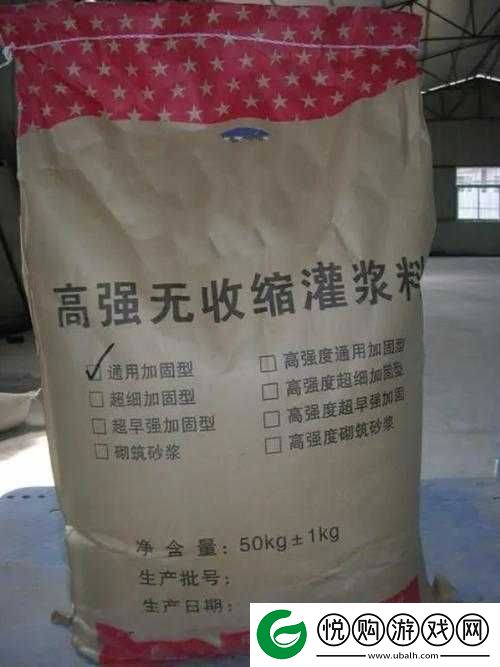 高强无收缩灌浆料
通用加固型
超细加固型
超早强加固型
砌筑砂浆
高强度通用加固型
高强度超细加固型
高强度超早强加固
高强度砌筑砂浆
净含量：50kg±1kg
生产批号：
生产日期：
悦购游戏网
www.ubalh.com